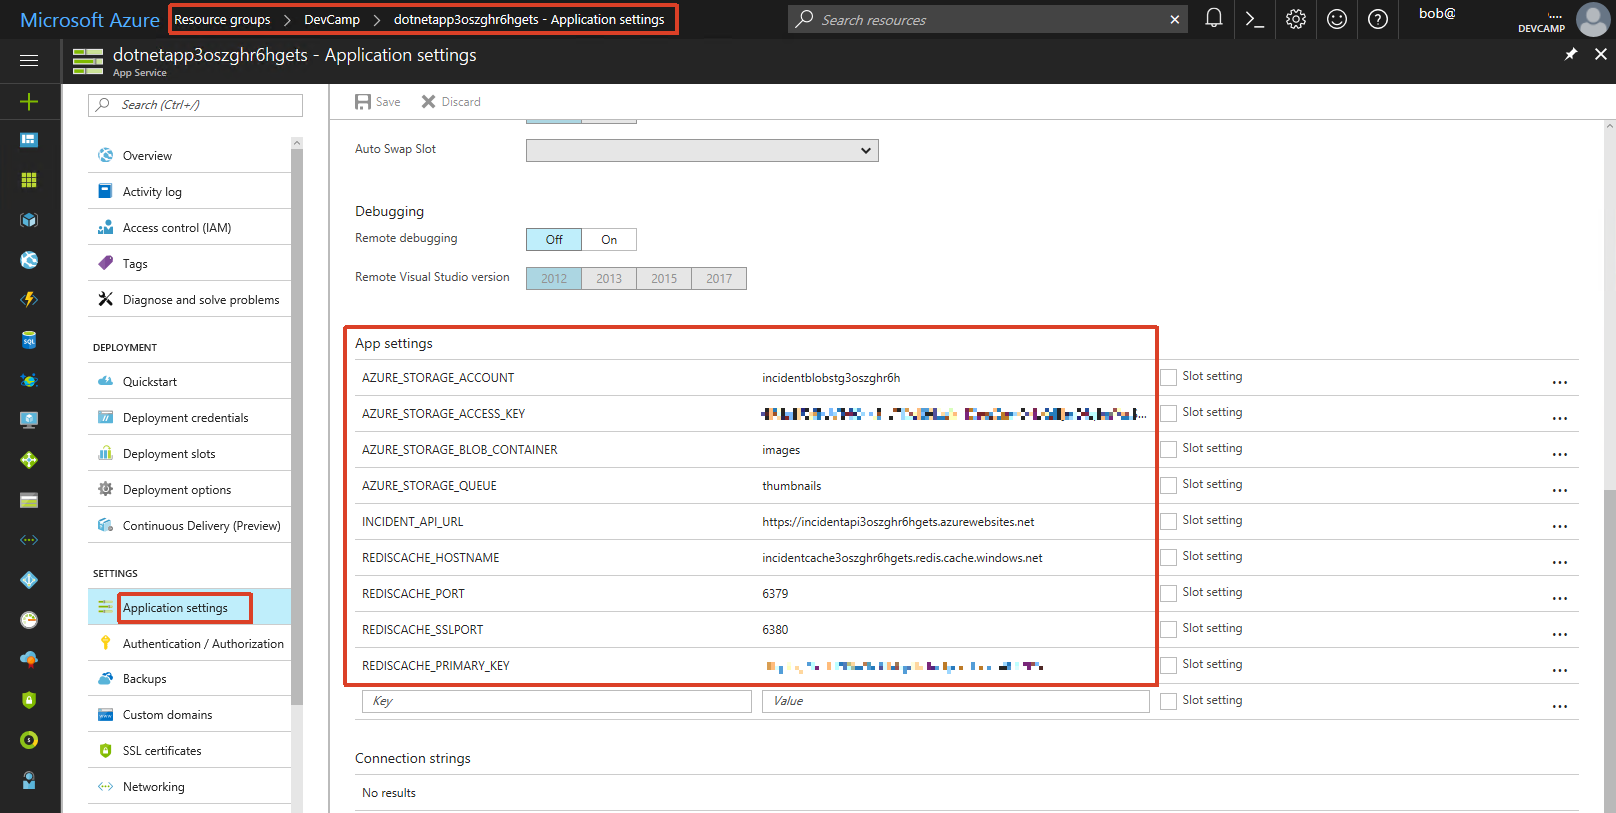 Microsoft Azure Resource groups > DevCamp > dotnetapp3oszghr6hgets - Application settings
Search resources
bob@
DEVCAMP
dotnetapp3oszghr6hgets - Application settings
App Service
Search (Ctrl+/)
Overview
Activity log
Access control (IAM)
Tags
Diagnose and solve problems
DEPLOYMENT
Quickstart
Deployment credentials
Deployment slots
Deployment options
Continuous Delivery (Preview)
SETTINGS
Application settings
Authentication / Authorization
Backups
Custom domains
SSL certificates
Networking
Save Discard
Auto Swap Slot
Debugging
Remote debugging Off On
Remote Visual Studio version 2012 2013 2015 2017
App settings
AZURE_STORAGE_ACCOUNT incidentblobstg3oszghr6h Slot setting ...
AZURE_STORAGE_ACCESS_KEY ... Slot setting ...
AZURE_STORAGE_BLOB_CONTAINER images Slot setting ...
AZURE_STORAGE_QUEUE thumbnails Slot setting ...
INCIDENT_API_URL https://incidentapi3oszghr6hgets.azurewebsites.net Slot setting ...
REDISCACHE_HOSTNAME incidentcache3oszghr6hgets.redis.cache.windows.net Slot setting ...
REDISCACHE_PORT 6379 Slot setting ...
REDISCACHE_SSLPORT 6380 Slot setting ...
REDISCACHE_PRIMARY_KEY Slot setting ...
Key Value Slot setting ...
Connection strings
No results